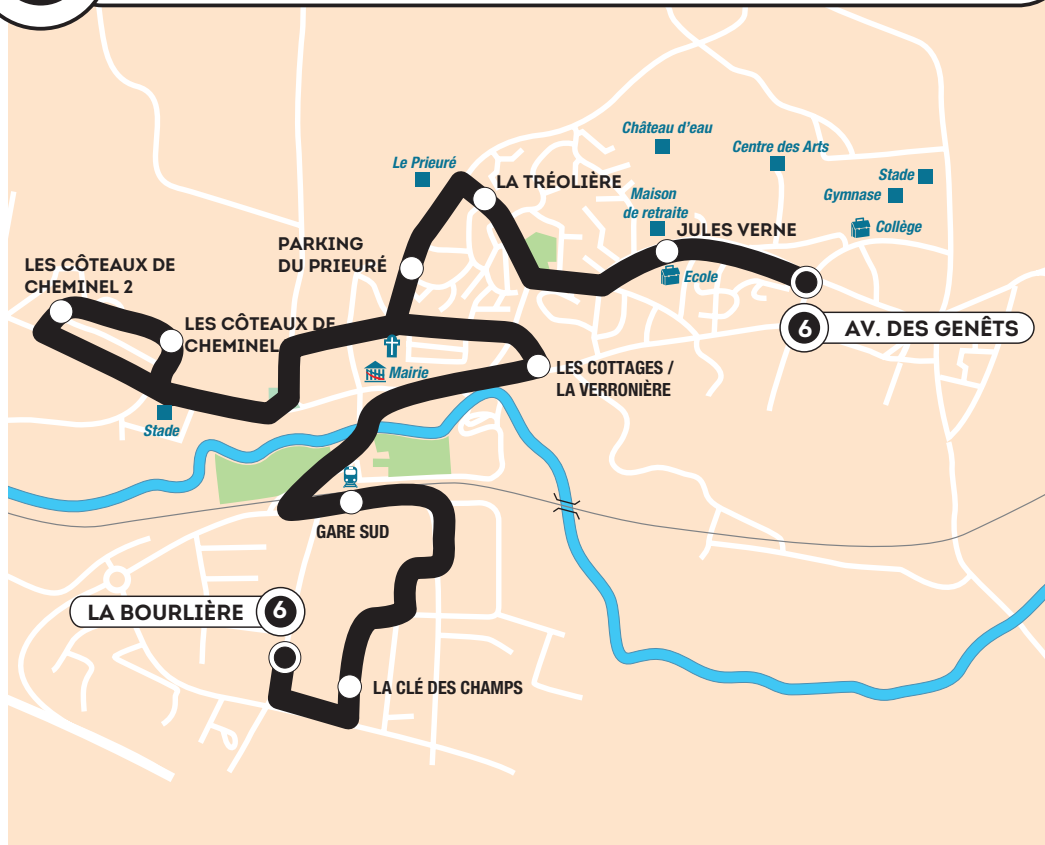 Château d'eau
Centre des Arts
Le Prieuré
Stade
LA TRÉOLIÈRE
Gymnase
Maison
de retraite
Collège
JULES VERNE
PARKING
DU PRIEURÉ
LES CÔTEAUX DE
CHEMINEL 2
Ecole
LES CÔTEAUX DE
CHEMINEL
6 AV. DES GENÊTS
Mairie
LES COTTAGES /
LA VERRONIÈRE
Stade
GARE SUD
LA BOURLIÈRE 6
LA CLÉ DES CHAMPS